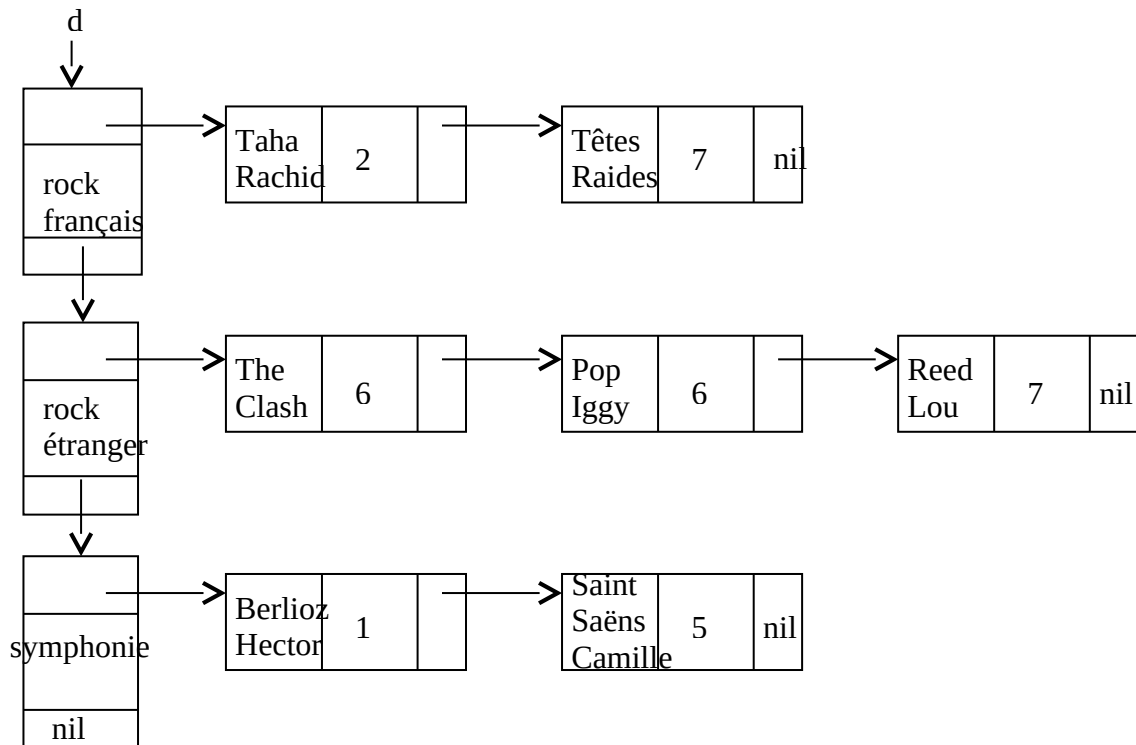 d
rock
français
Taha
Rachid
2
Têtes
Raides
7
nil
rock
étranger
The
Clash
6
Pop
Iggy
6
Reed
Lou
7
nil
symphonie
nil
Berlioz
Hector
1
Saint
Saëns
Camille
5
nil